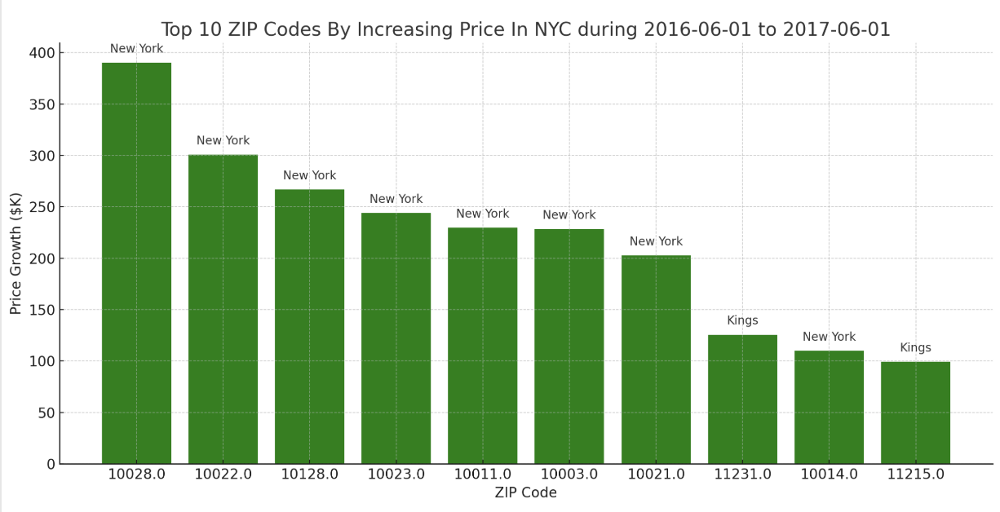 Top 10 ZIP Codes By Increasing Price In NYC during 2016-06-01 to 2017-06-01
Price Growth ($K)
400
350
300
250
200
150
100
50
0
New York
New York
New York
New York
New York
New York
New York
Kings
New York
Kings
10028.0 10022.0 10128.0 10023.0 10011.0 10003.0 10021.0 11231.0 10014.0 11215.0
ZIP Code